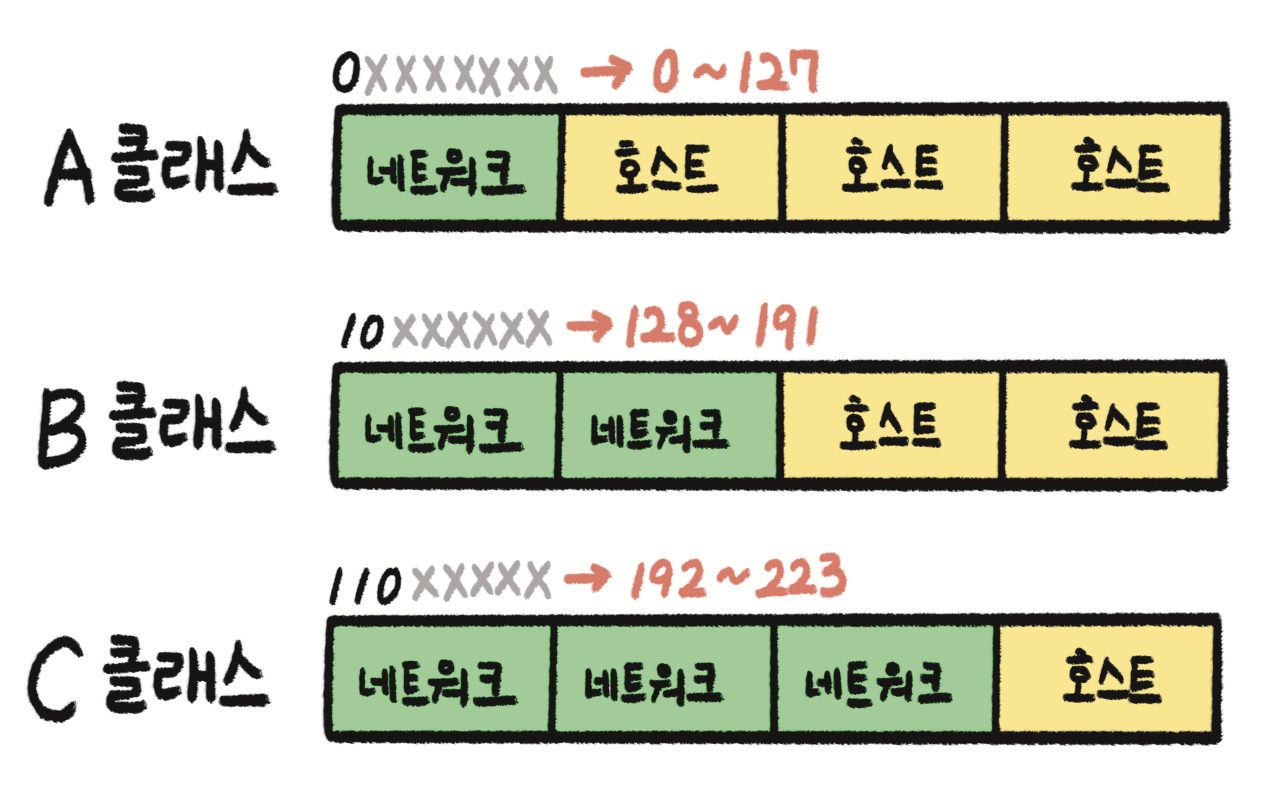 0XXXXXXX → 0~127
A 클래스 네트워크 호스트 호스트 호스트
10XXXXXX → 128~191
B 클래스 네트워크 네트워크 호스트 호스트
110XXXXX → 192~223
C 클래스 네트워크 네트워크 네트워크 호스트